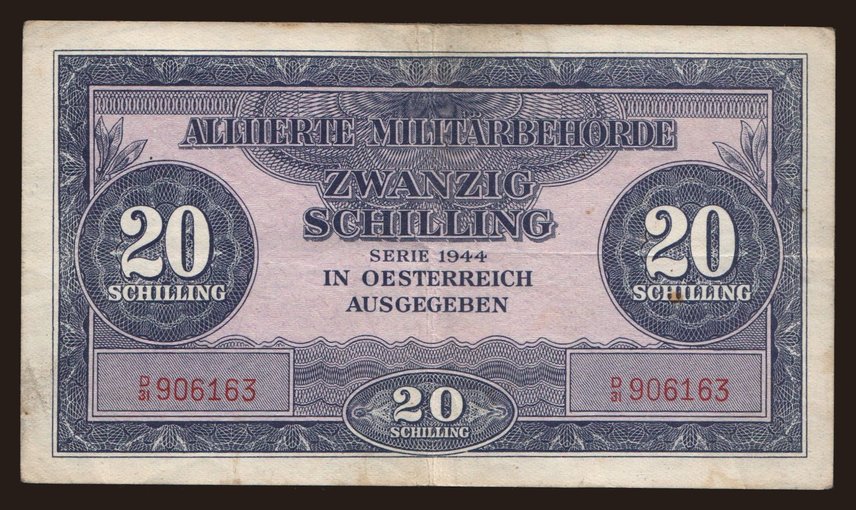 ALLIIERTE MILITÄRBEHÖRDE
ZWANZIG
SCHILLING
SERIE 1944
IN OESTERREICH
AUSGEGEBEN
20
SCHILLING
20
SCHILLING
D/31 906163
20
SCHILLING
D/31 906163